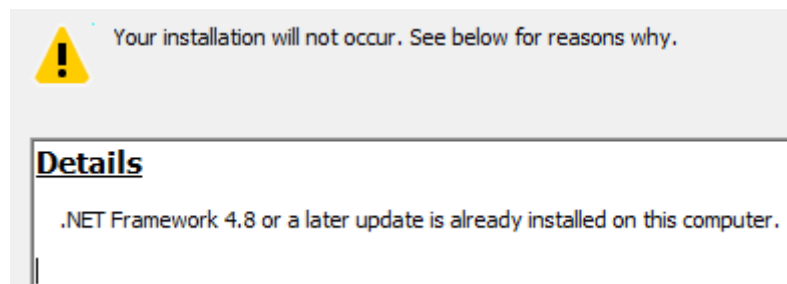 Your installation will not occur. See below for reasons why.
Details
.NET Framework 4.8 or a later update is already installed on this computer.